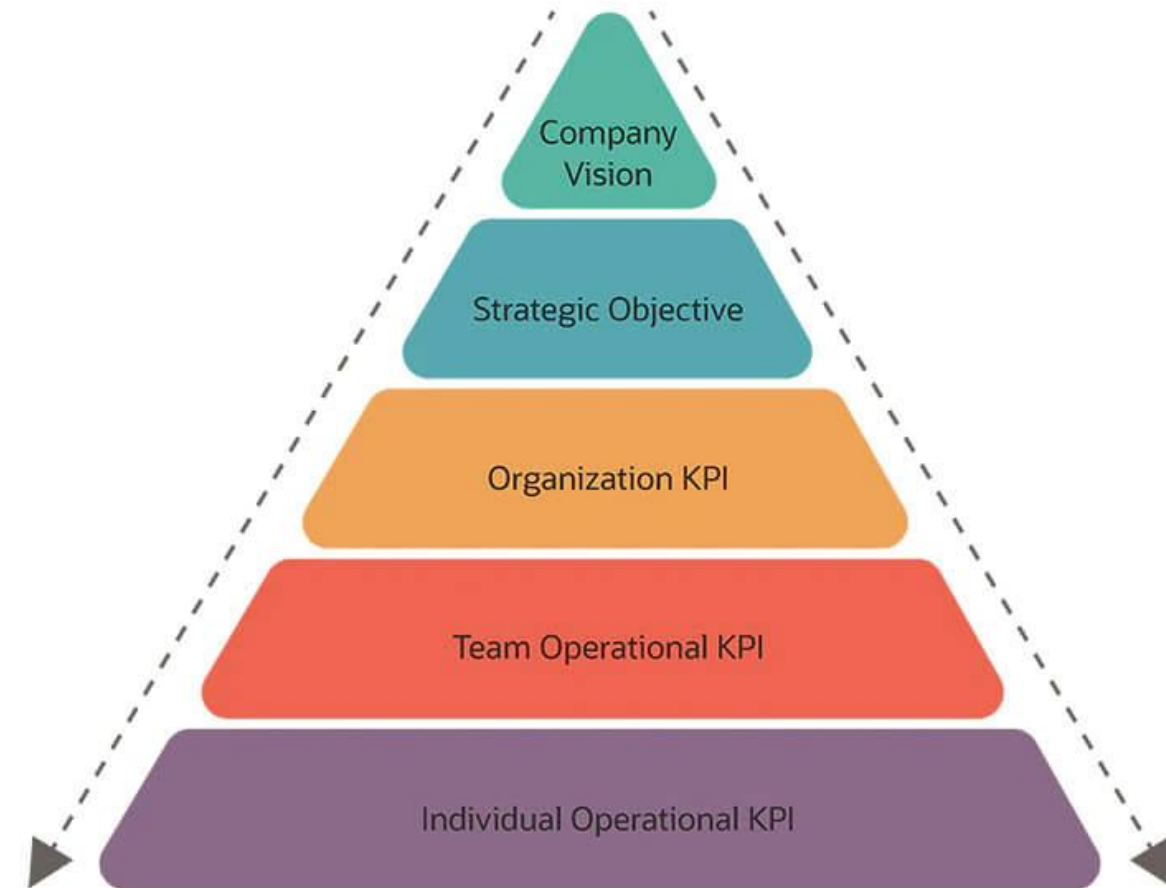 Company
Vision
Strategic Objective
Organization KPI
Team Operational KPI
Individual Operational KPI